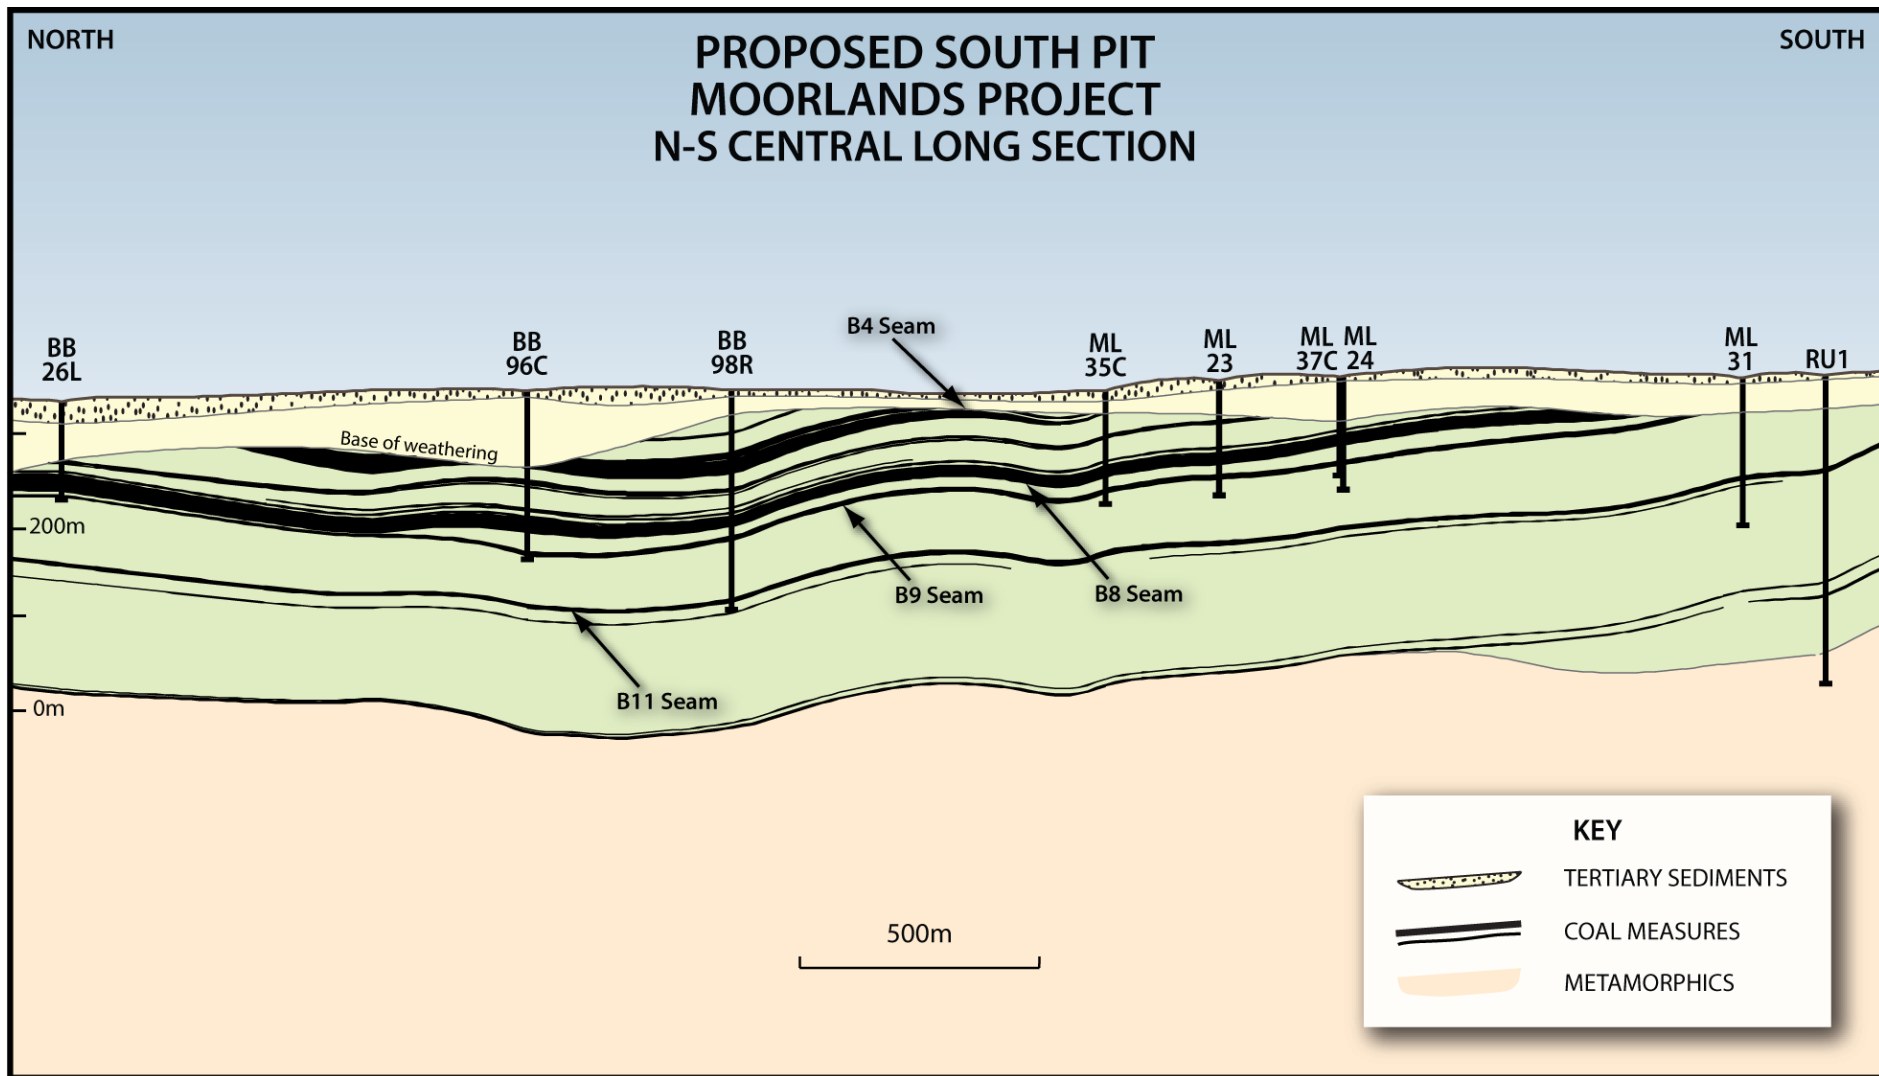 NORTH
SOUTH
PROPOSED SOUTH PIT
MOORLANDS PROJECT
N-S CENTRAL LONG SECTION
B4 Seam
BB
26L
BB
96C
BB
98R
ML
35C
ML
23
ML
37C
ML
24
ML
31
RU1
Base of weathering
200m
B9 Seam
B8 Seam
B11 Seam
0m
500m
KEY
TERTIARY SEDIMENTS
COAL MEASURES
METAMORPHICS